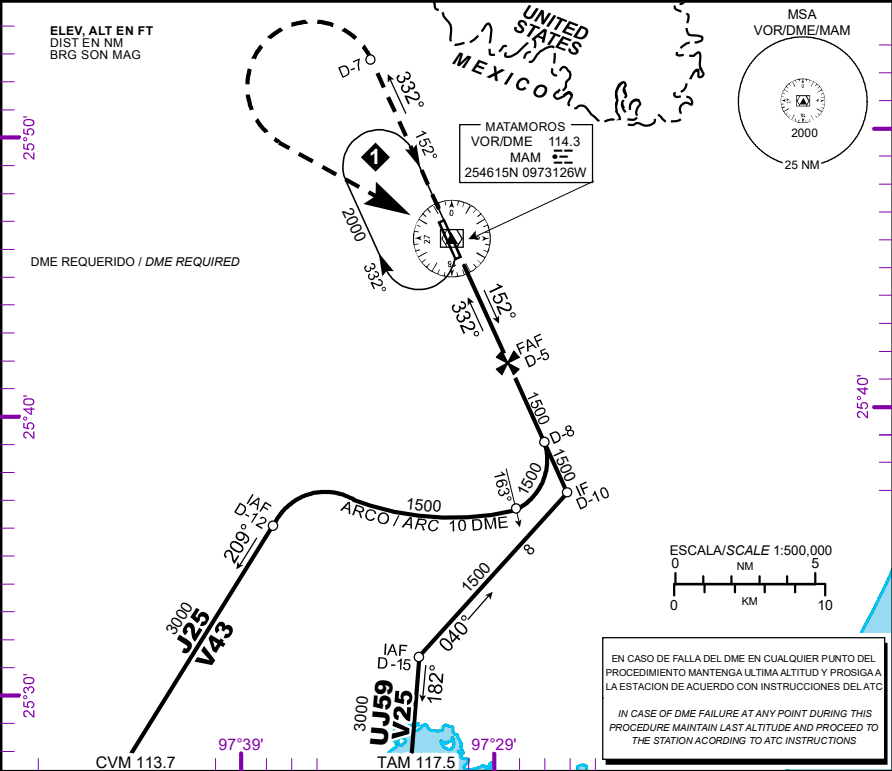 ELEV, ALT EN FT
DIST EN NM
BRG SON MAG
UNITED
STATES
MEXICO
MSA
VOR/DME/MAM
0
2000
25 NM
D-7
332°
152°
1
MATAMOROS
VOR/DME 114.3
MAM
254615N 0973126W
25°50'
25°50'
2000
332°
0
27
DME REQUERIDO / DME REQUIRED
152°
332°
FAF
D-5
1500
25°40'
25°40'
D-8
1500
1500
163°
IF
D-10
1500
ARCO / ARC 10 DME
IAF
D-12
209°
8
1500
040°
3000
J25
V43
IAF
D-15
182°
3000
UJ59
V25
ESCALA/SCALE 1:500,000
0 NM 5
0 KM 10
EN CASO DE FALLA DEL DME EN CUALQUIER PUNTO DEL
PROCEDIMIENTO MANTENGA ULTIMA ALTITUD Y PROSIGA A
LA ESTACION DE ACUERDO CON INSTRUCCIONES DEL ATC
IN CASE OF DME FAILURE AT ANY POINT DURING THIS
PROCEDURE MAINTAIN LAST ALTITUDE AND PROCEED TO
THE STATION ACORDING TO ATC INSTRUCTIONS
25°30'
97°39'
97°29'
CVM 113.7
TAM 117.5